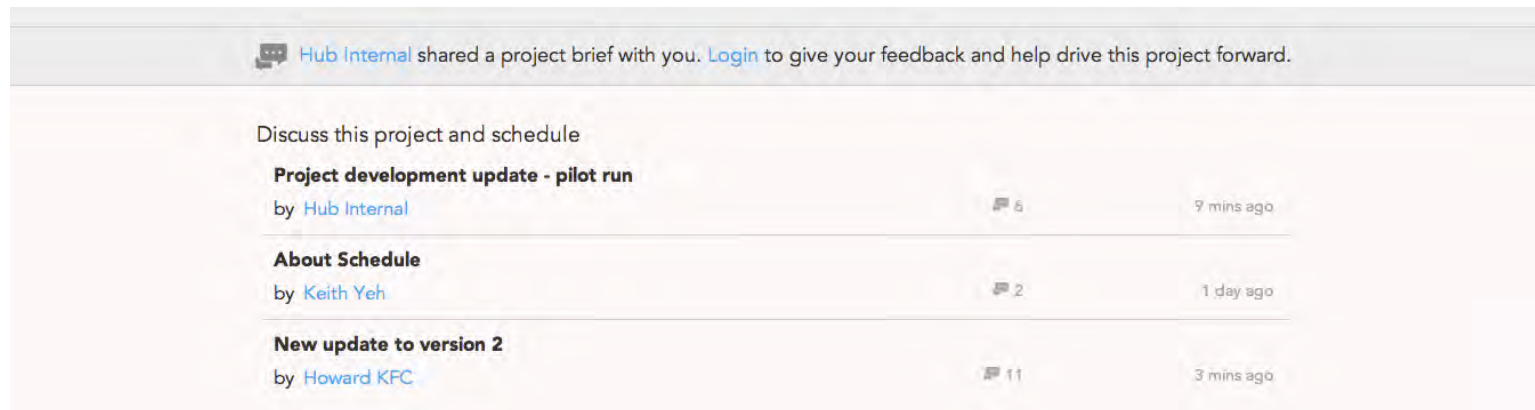 Hub Internal shared a project brief with you. Login to give your feedback and help drive this project forward.
Discuss this project and schedule
Project development update - pilot run
by Hub Internal 6 9 mins ago
About Schedule
by Keith Yeh 2 1 day ago
New update to version 2
by Howard KFC 11 3 mins ago